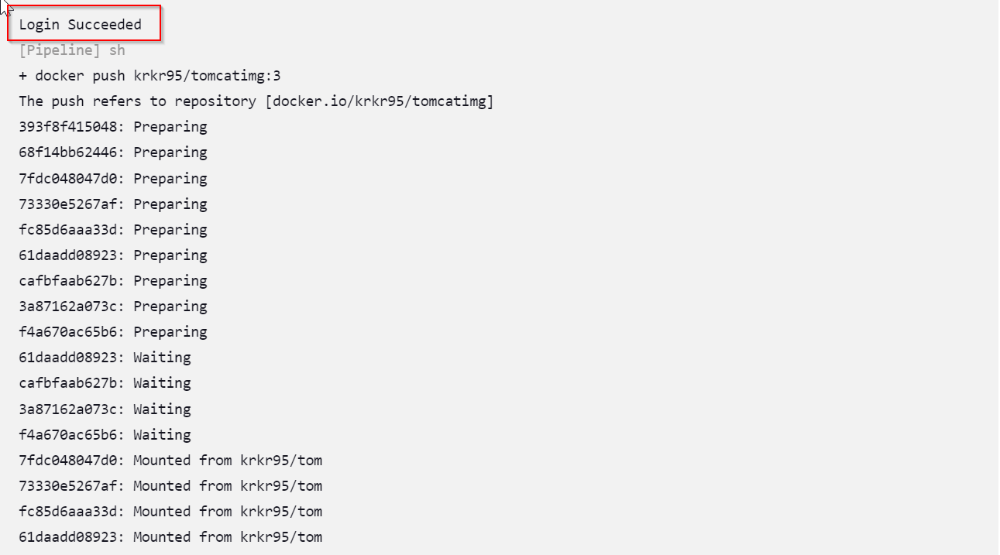 Login Succeeded
[Pipeline] sh
+ docker push krkr95/tomcatimg:3
The push refers to repository [docker.io/krkr95/tomcatimg]
393f8f415048: Preparing
68f14bb62446: Preparing
7fdc048047d0: Preparing
73330e5267af: Preparing
fc85d6aaa33d: Preparing
61daadd08923: Preparing
cafbfaab627b: Preparing
3a87162a073c: Preparing
f4a670ac65b6: Preparing
61daadd08923: Waiting
cafbfaab627b: Waiting
3a87162a073c: Waiting
f4a670ac65b6: Waiting
7fdc048047d0: Mounted from krkr95/tom
73330e5267af: Mounted from krkr95/tom
fc85d6aaa33d: Mounted from krkr95/tom
61daadd08923: Mounted from krkr95/tom